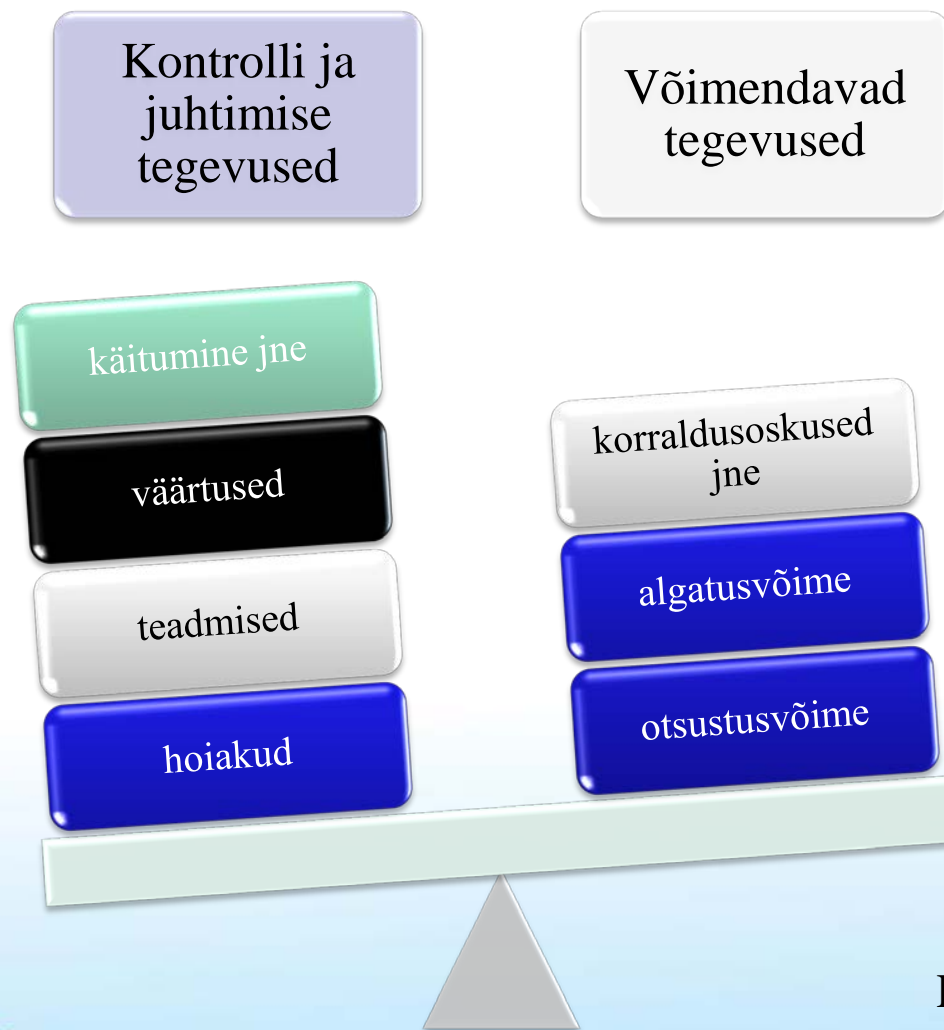 Kontrolli ja
juhtimise
tegevused
Võimendavad
tegevused
käitumine jne
väärtused
teadmised
hoiakud
korraldusoskused
jne
algatusvõime
otsustusvõime